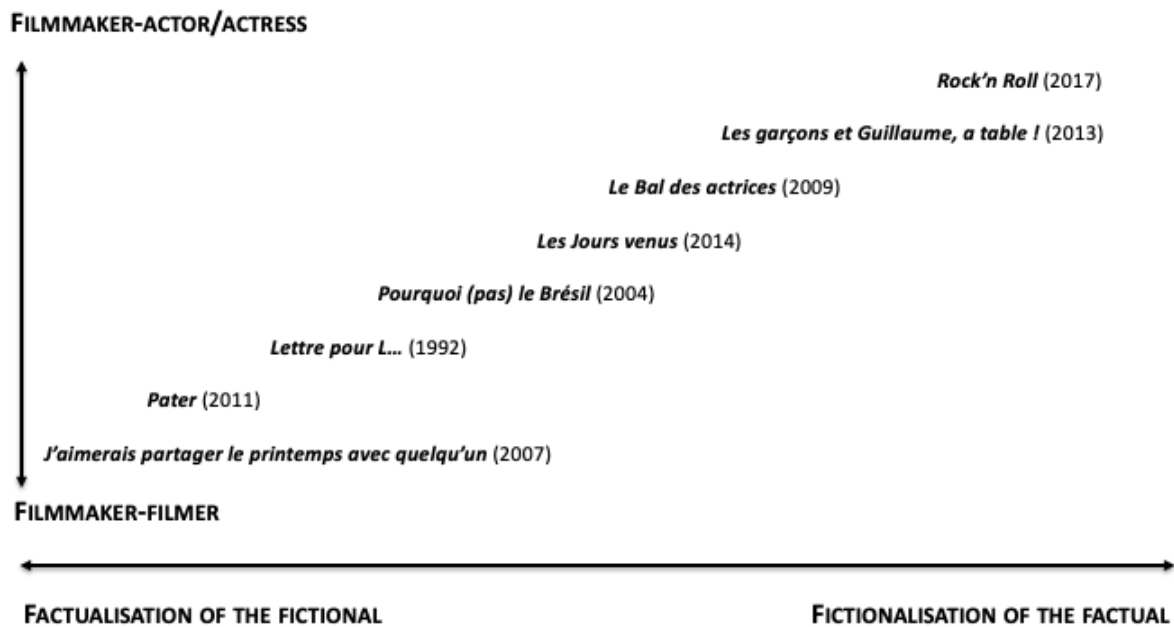 FILMMAKER-ACTOR/ACTRESS
Rock’n Roll (2017)
Les garçons et Guillaume, a table ! (2013)
Le Bal des actrices (2009)
Les Jours venus (2014)
Pourquoi (pas) le Brésil (2004)
Lettre pour L... (1992)
Pater (2011)
J’aimerais partager le printemps avec quelqu’un (2007)
FILMMAKER-FILMER
FACTUALISATION OF THE FICTIONAL
FICTIONALISATION OF THE FACTUAL